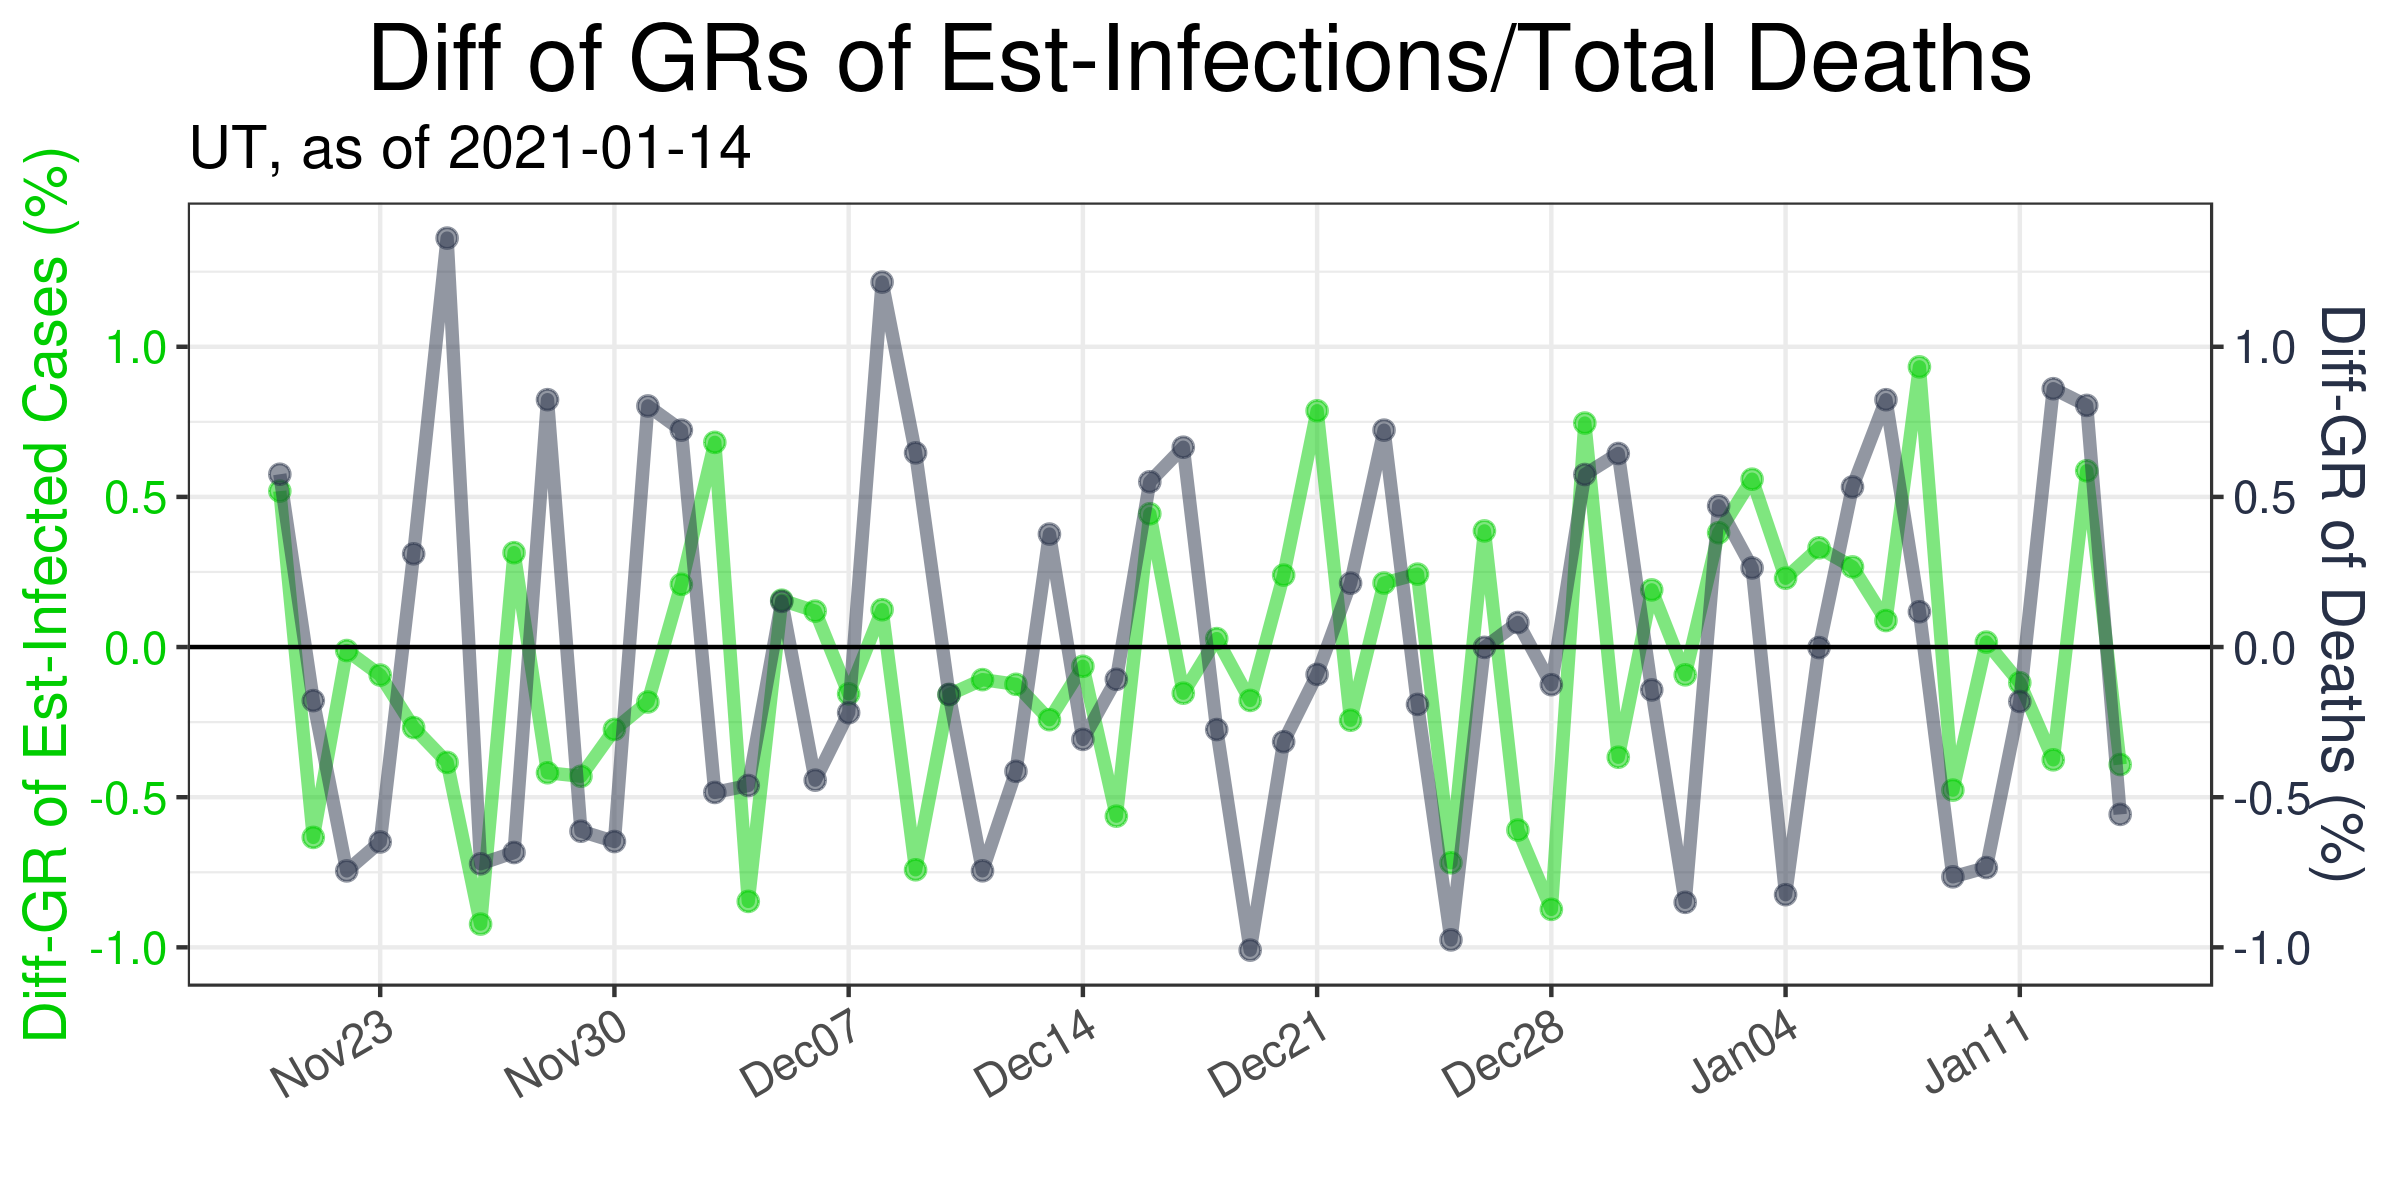 Diff of GRs of Est-Infections/Total Deaths
UT, as of 2021-01-14
Diff-GR of Est-Infected Cases (%)
1.0
0.5
0.0
-0.5
-1.0
1.0
0.5
0.0
-0.5
-1.0
Diff-GR of Deaths (%)
Nov23 Nov30 Dec07 Dec14 Dec21 Dec28 Jan04 Jan11